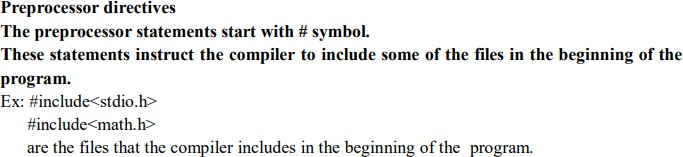 Preprocessor directives
The preprocessor statements start with # symbol.
These statements instruct the compiler to include some of the files in the beginning of the
program.
Ex: #include<stdio.h>
#include<math.h>
are the files that the compiler includes in the beginning of the program.